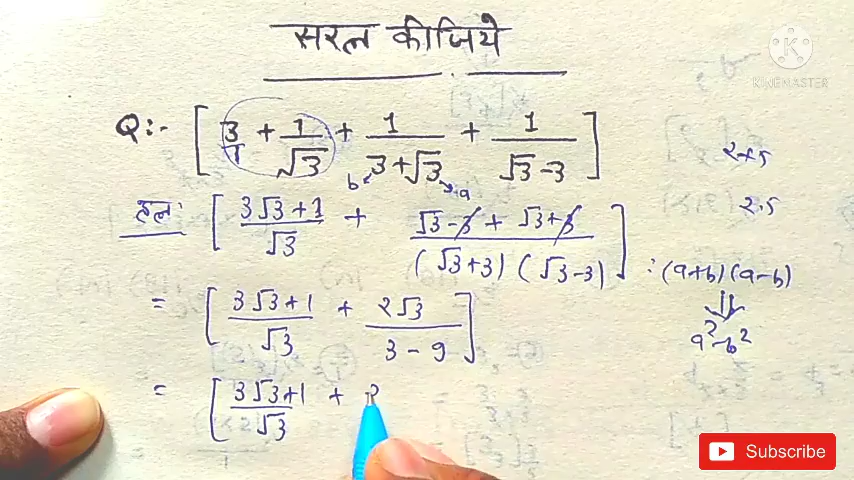 सरल कीजिये
KINEMASTER
Q:- [ 3/1 + 1/√3 + 1/(3+√3) + 1/(√3-3) ]
b a
2+5
2.5
हल: [ (3√3+1)/√3 + (√3-3 + √3+3)/((√3+3)(√3-3)) ] : (a+b)(a-b)
⇓
a²-b²
= [ (3√3+1)/√3 + 2√3/(3-9) ]
= [ (3√3+1)/√3 + 2
Subscribe